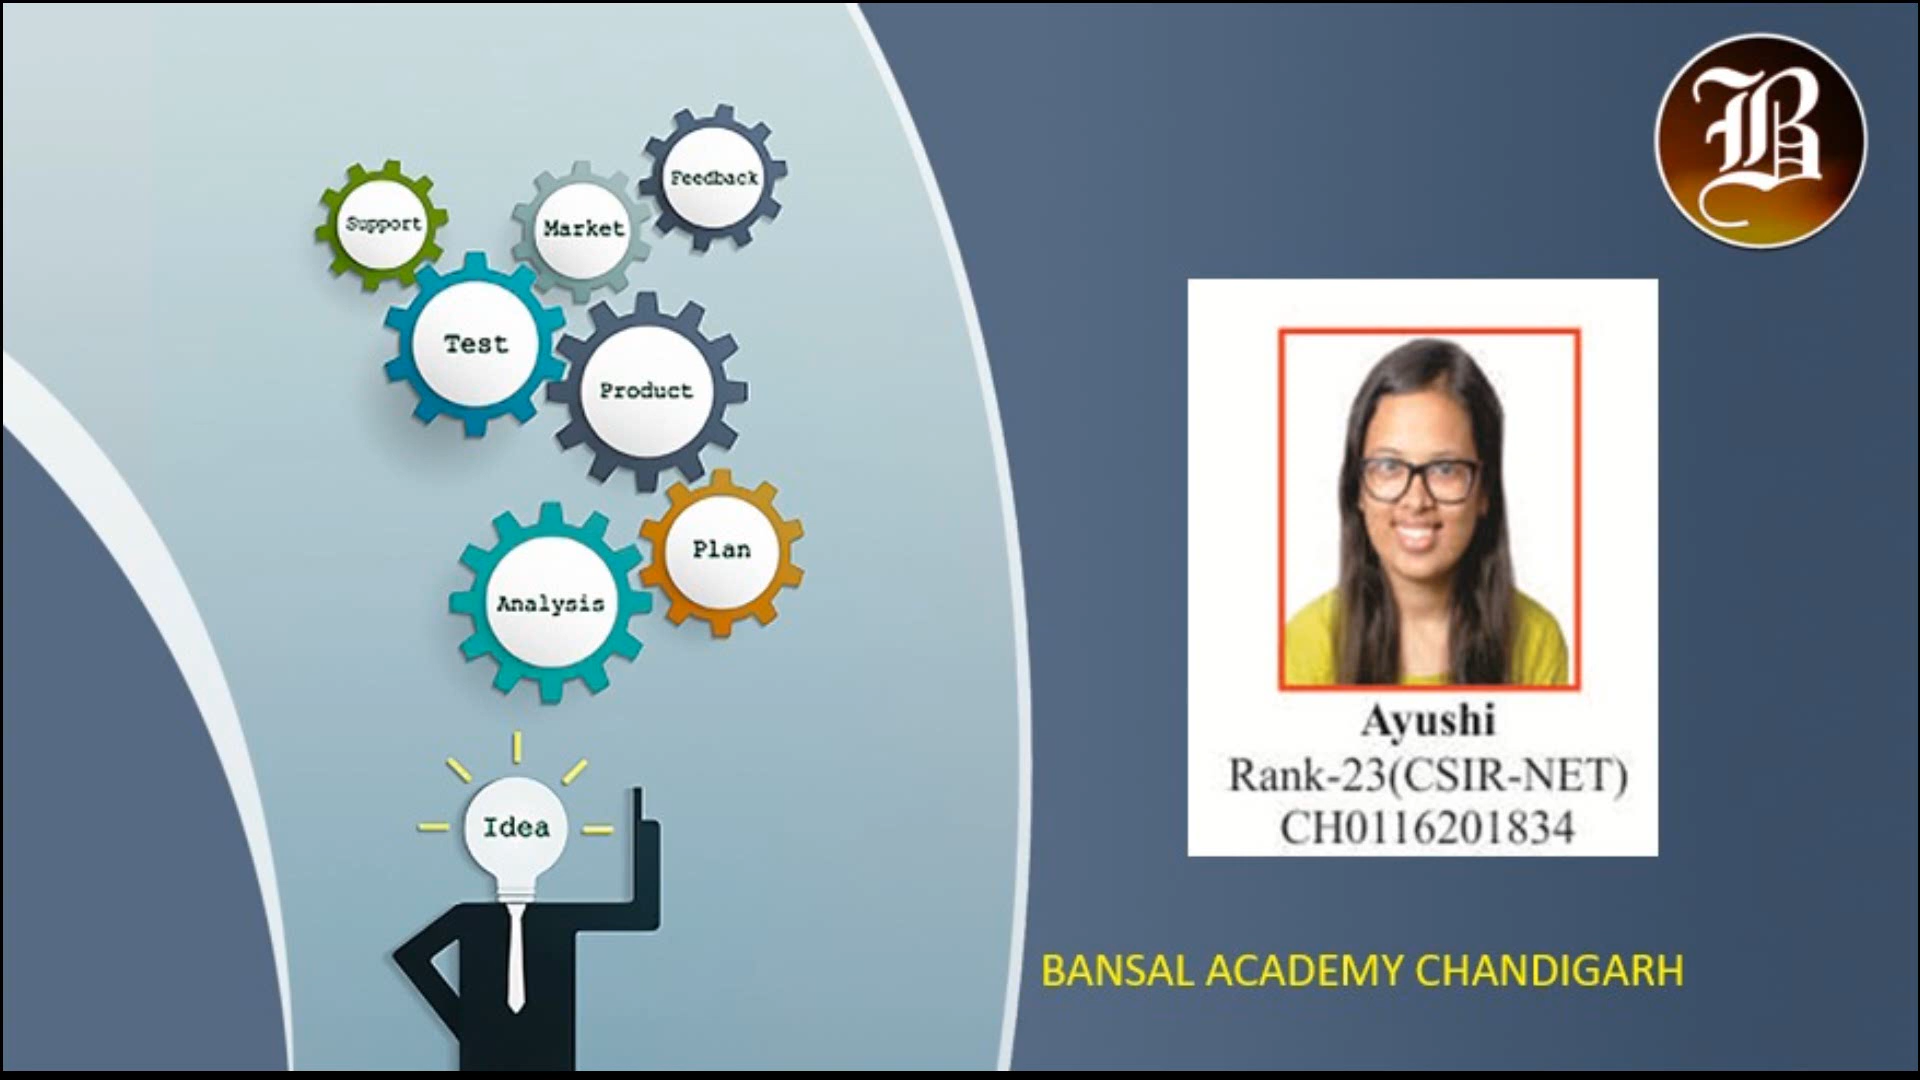 Feedback
Support
Market
Test
Product
Plan
Analysis
Idea
B
Ayushi
Rank-23(CSIR-NET)
CH0116201834
BANSAL ACADEMY CHANDIGARH